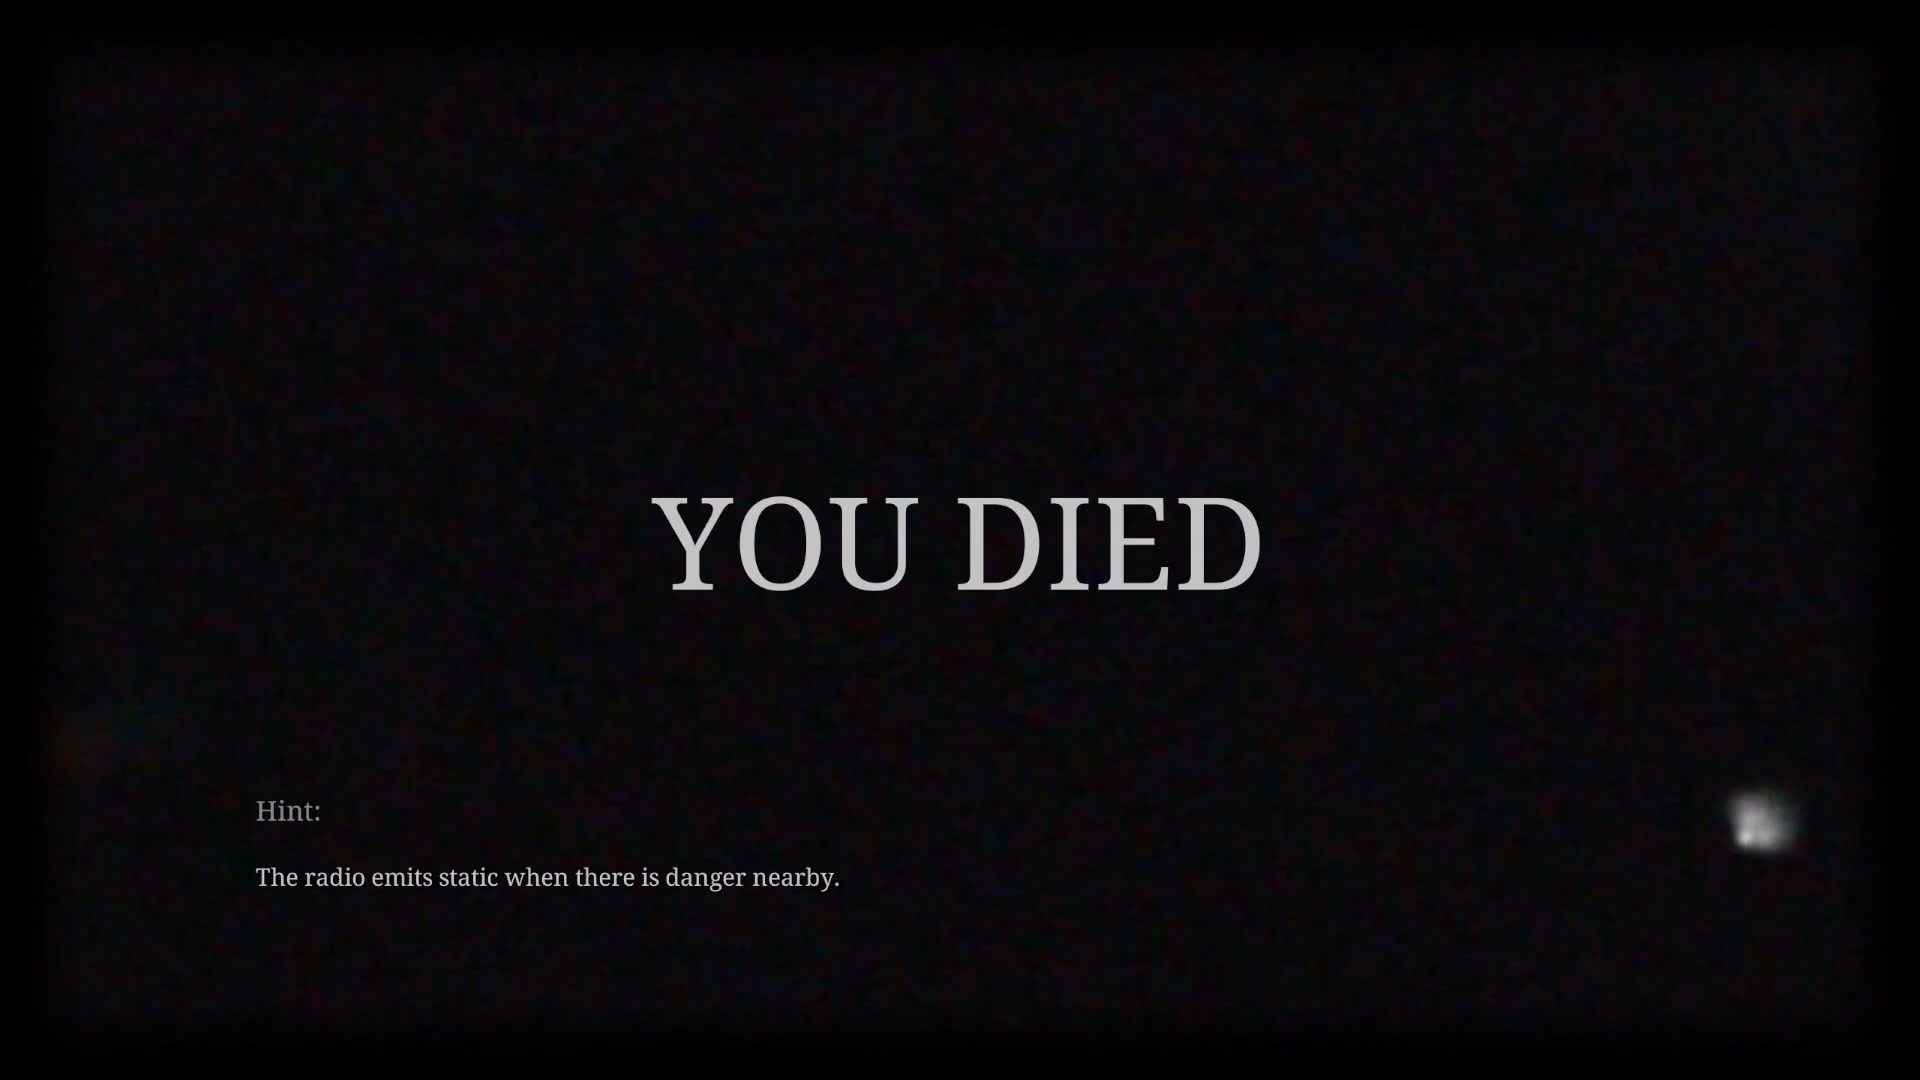 YOU DIED
Hint:
The radio emits static when there is danger nearby.